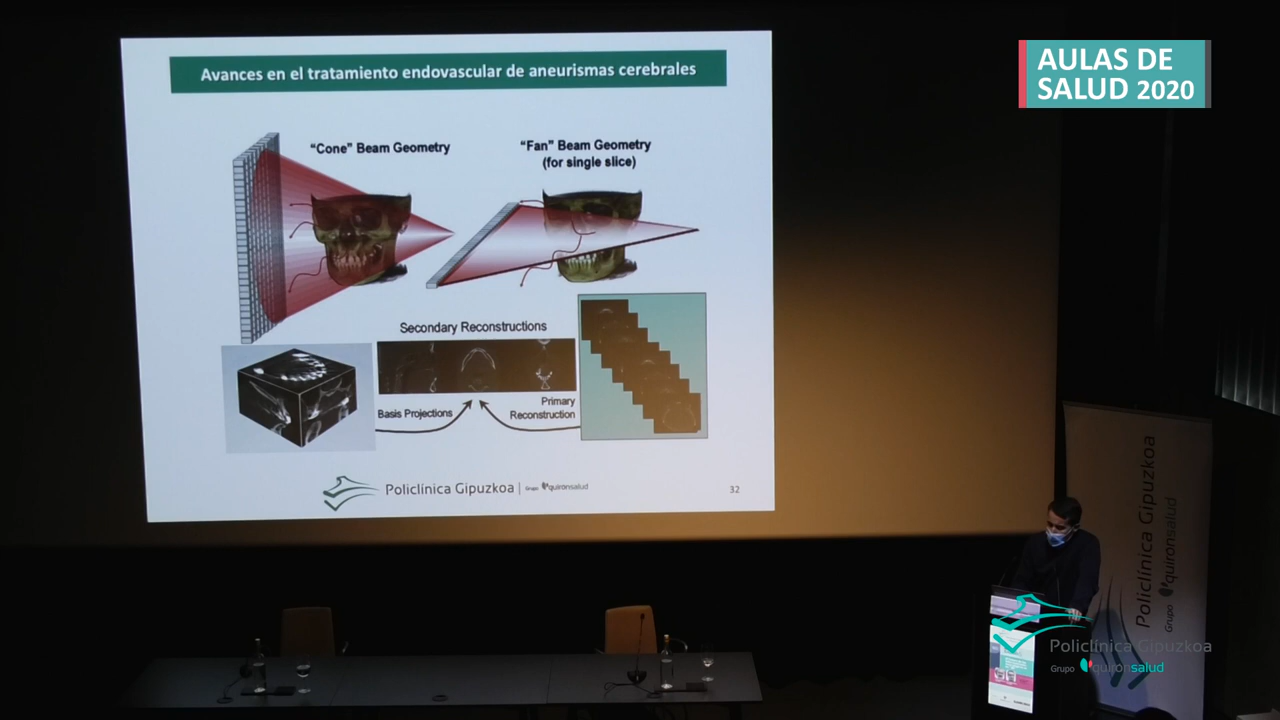 Avances en el tratamiento endovascular de aneurismas cerebrales
“Cone” Beam Geometry
“Fan” Beam Geometry
(for single slice)
Secondary Reconstructions
Basis Projections
Primary
Reconstruction
Policlínica Gipuzkoa
Grupo quironsalud
32
AULAS DE
SALUD 2020
Policlínica Gipuzkoa
Grupo quironsalud
Policlínica Gipuzkoa
Grupo quironsalud